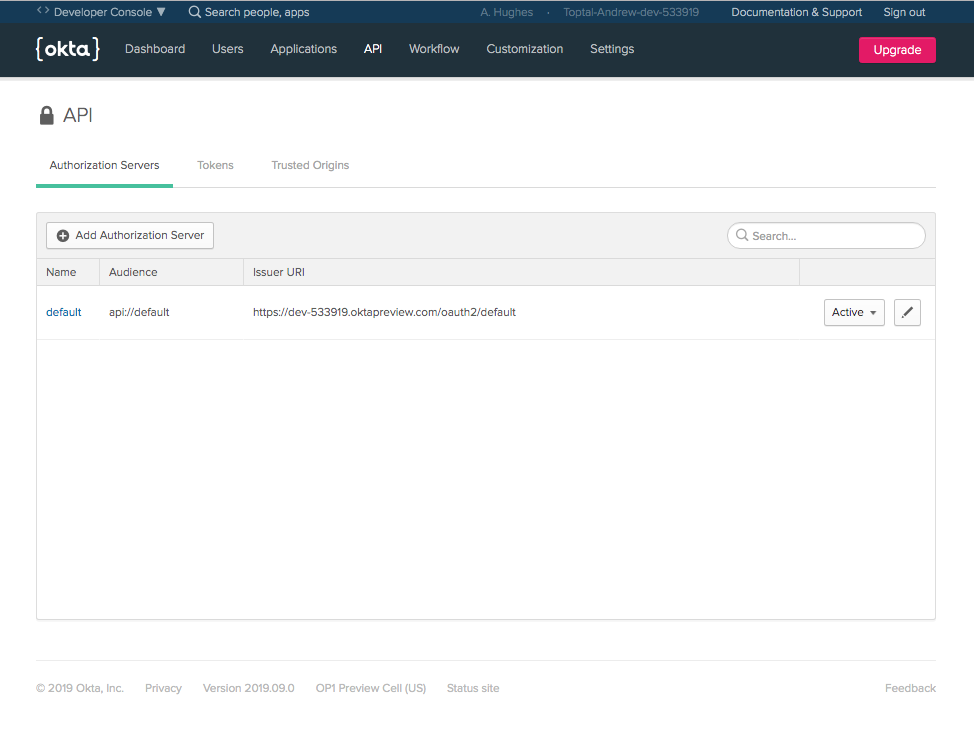 <> Developer Console ▼ Search people, apps A. Hughes · Toptal-Andrew-dev-533919 Documentation & Support Sign out
{okta} Dashboard Users Applications API Workflow Customization Settings Upgrade
API
Authorization Servers Tokens Trusted Origins
Add Authorization Server Search...
Name Audience Issuer URI
default api://default https://dev-533919.oktapreview.com/oauth2/default Active
© 2019 Okta, Inc. Privacy Version 2019.09.0 OP1 Preview Cell (US) Status site Feedback